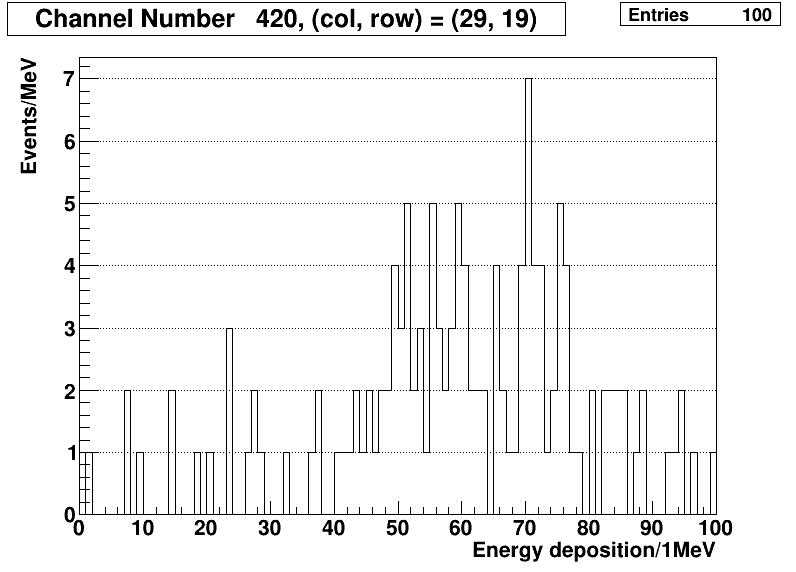 Channel Number 420, (col, row) = (29, 19)
Entries 100
Events/MeV
7
6
5
4
3
2
1
0
0 10 20 30 40 50 60 70 80 90 100
Energy deposition/1MeV